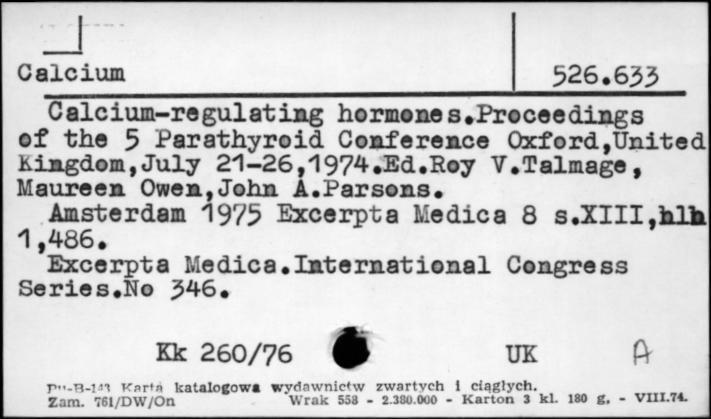 Calcium 526.633
Calcium-regulating hormones.Proceedings
of the 5 Parathyroid Conference Oxford,United
Kingdom,July 21-26,1974.Ed.Roy V.Talmage,
Maureen Owen,John A.Parsons.
Amsterdam 1975 Excerpta Medica 8 s.XIII,nlb
1,486.
Excerpta Medica.International Congress
Series.No 346.
Kk 260/76 UK A
Pu-B-143 Karta katalogowa wydawnictw zwartych i ciągłych.
Zam. 761/DW/On Wrak 558 - 2.380.000 - Karton 3 kl. 180 g. - VIII.74.